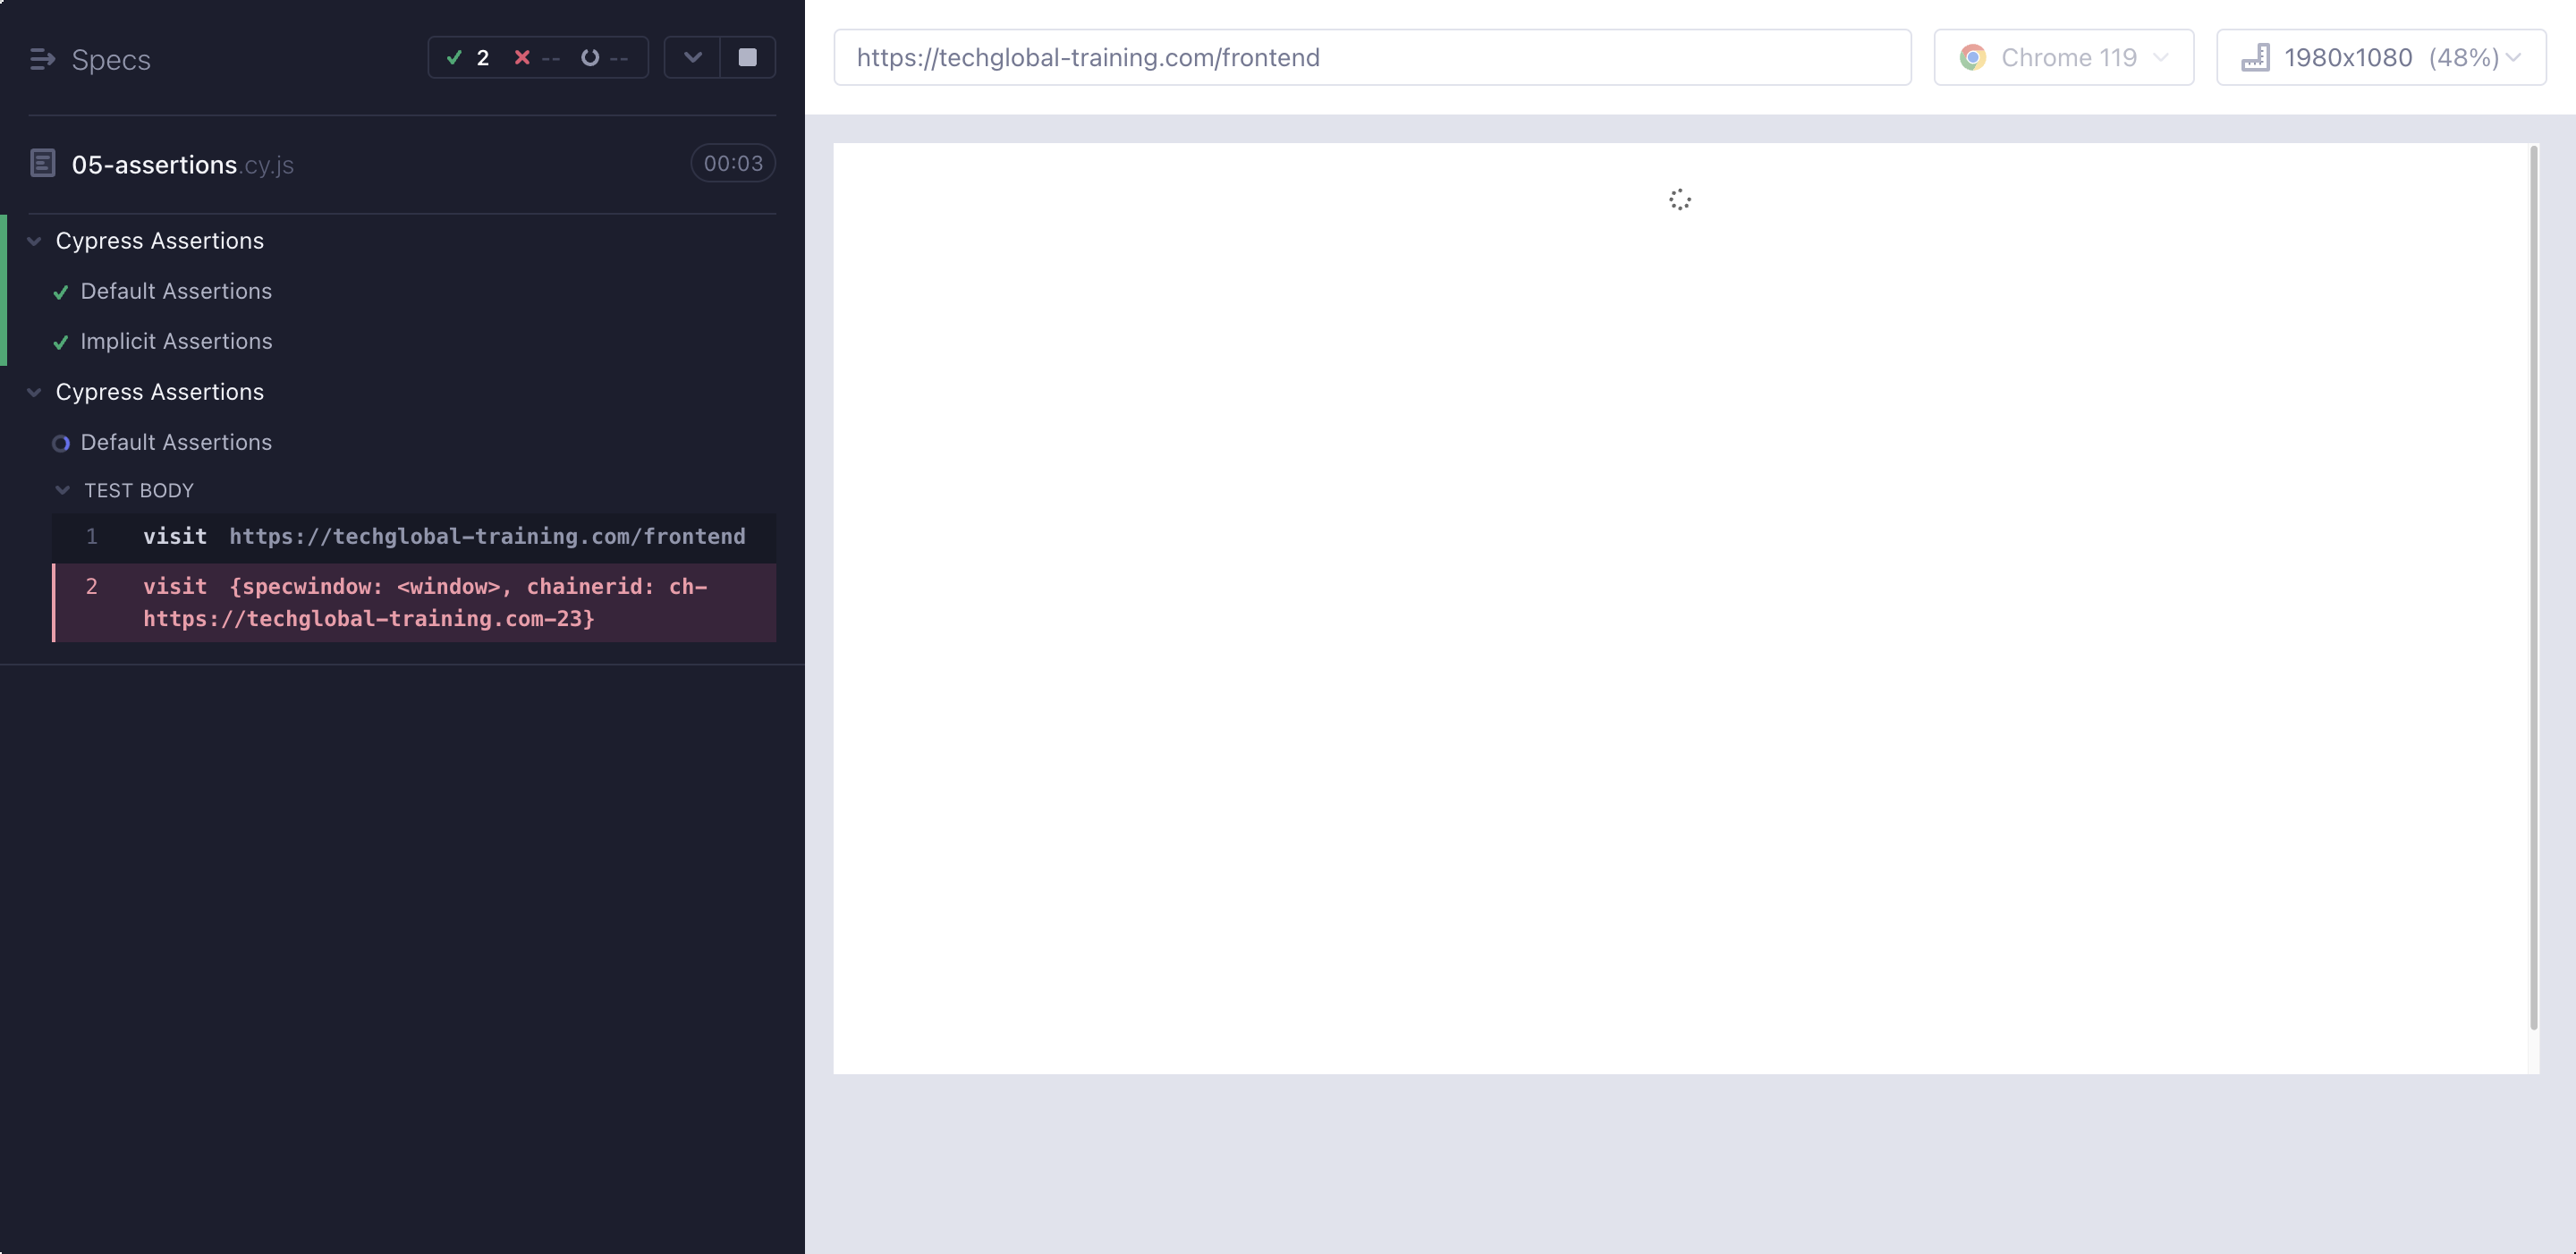 Specs
2 -- --
05-assertions.cy.js
00:03
Cypress Assertions
Default Assertions
Implicit Assertions
Cypress Assertions
Default Assertions
TEST BODY
1 visit https://techglobal-training.com/frontend
2 visit {specwindow: <window>, chainerid: ch-
https://techglobal-training.com-23}
https://techglobal-training.com/frontend
Chrome 119
1980x1080 (48%)